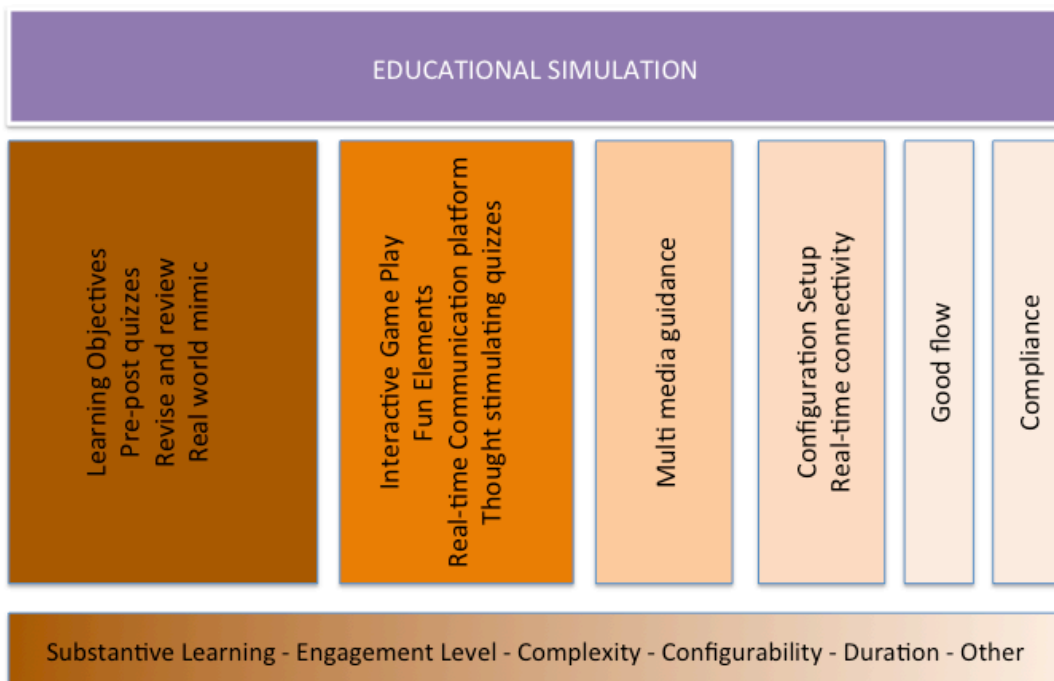 EDUCATIONAL SIMULATION
Learning Objectives
Pre-post quizzes
Revise and review
Real world mimic
Interactive Game Play
Fun Elements
Real-time Communication platform
Thought stimulating quizzes
Multi media guidance
Configuration Setup
Real-time connectivity
Good flow
Compliance
Substantive Learning - Engagement Level - Complexity - Configurability - Duration - Other